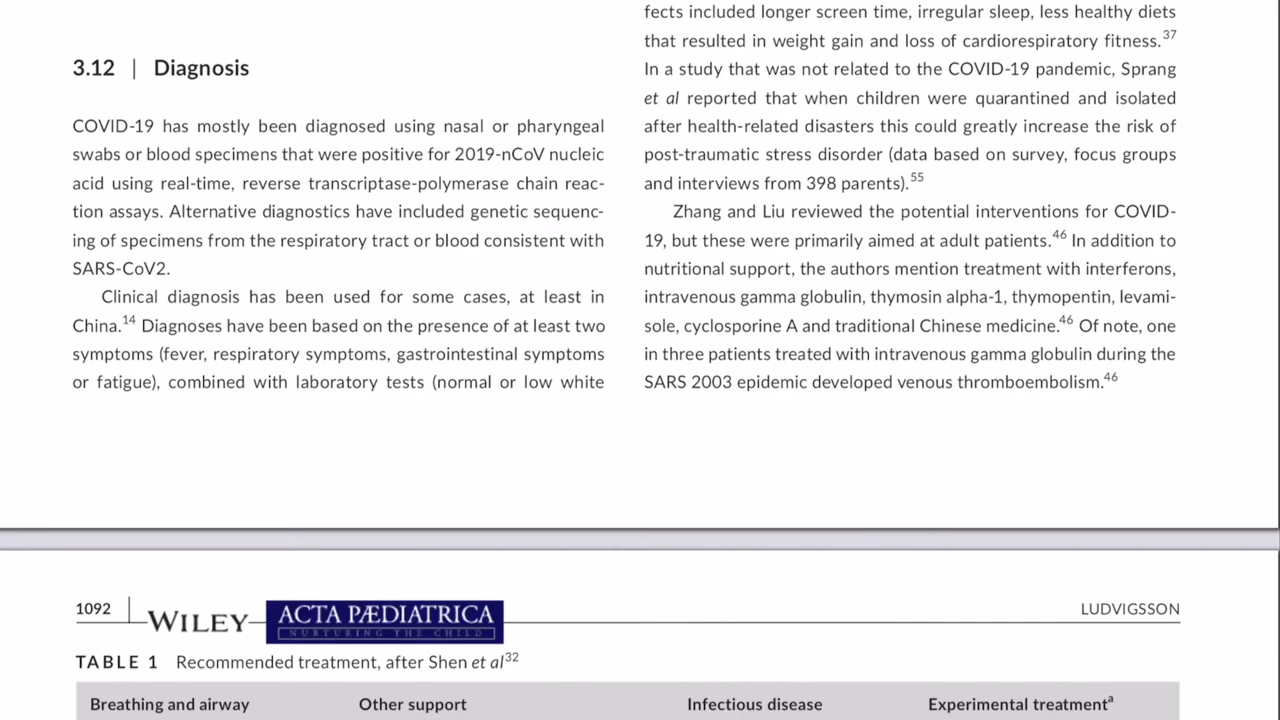 3.12 | Diagnosis
COVID-19 has mostly been diagnosed using nasal or pharyngeal
swabs or blood specimens that were positive for 2019-nCoV nucleic
acid using real-time, reverse transcriptase-polymerase chain reac-
tion assays. Alternative diagnostics have included genetic sequenc-
ing of specimens from the respiratory tract or blood consistent with
SARS-CoV2.
Clinical diagnosis has been used for some cases, at least in
China.14 Diagnoses have been based on the presence of at least two
symptoms (fever, respiratory symptoms, gastrointestinal symptoms
or fatigue), combined with laboratory tests (normal or low white
fects included longer screen time, irregular sleep, less healthy diets
that resulted in weight gain and loss of cardiorespiratory fitness.37
In a study that was not related to the COVID-19 pandemic, Sprang
et al reported that when children were quarantined and isolated
after health-related disasters this could greatly increase the risk of
post-traumatic stress disorder (data based on survey, focus groups
and interviews from 398 parents).55
Zhang and Liu reviewed the potential interventions for COVID-
19, but these were primarily aimed at adult patients.46 In addition to
nutritional support, the authors mention treatment with interferons,
intravenous gamma globulin, thymosin alpha-1, thymopentin, levami-
sole, cyclosporine A and traditional Chinese medicine.46 Of note, one
in three patients treated with intravenous gamma globulin during the
SARS 2003 epidemic developed venous thromboembolism.46
1092
WILEY
ACTA PÆDIATRICA
NURTURING THE CHILD
LUDVIGSSON
TABLE 1 Recommended treatment, after Shen et al32
Breathing and airway Other support Infectious disease Experimental treatmenta